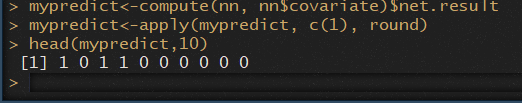 > mypredict<-compute(nn, nn$covariate)$net.result
> mypredict<-apply(mypredict, c(1), round)
> head(mypredict,10)
[1] 1 0 1 1 0 0 0 0 0 0
>